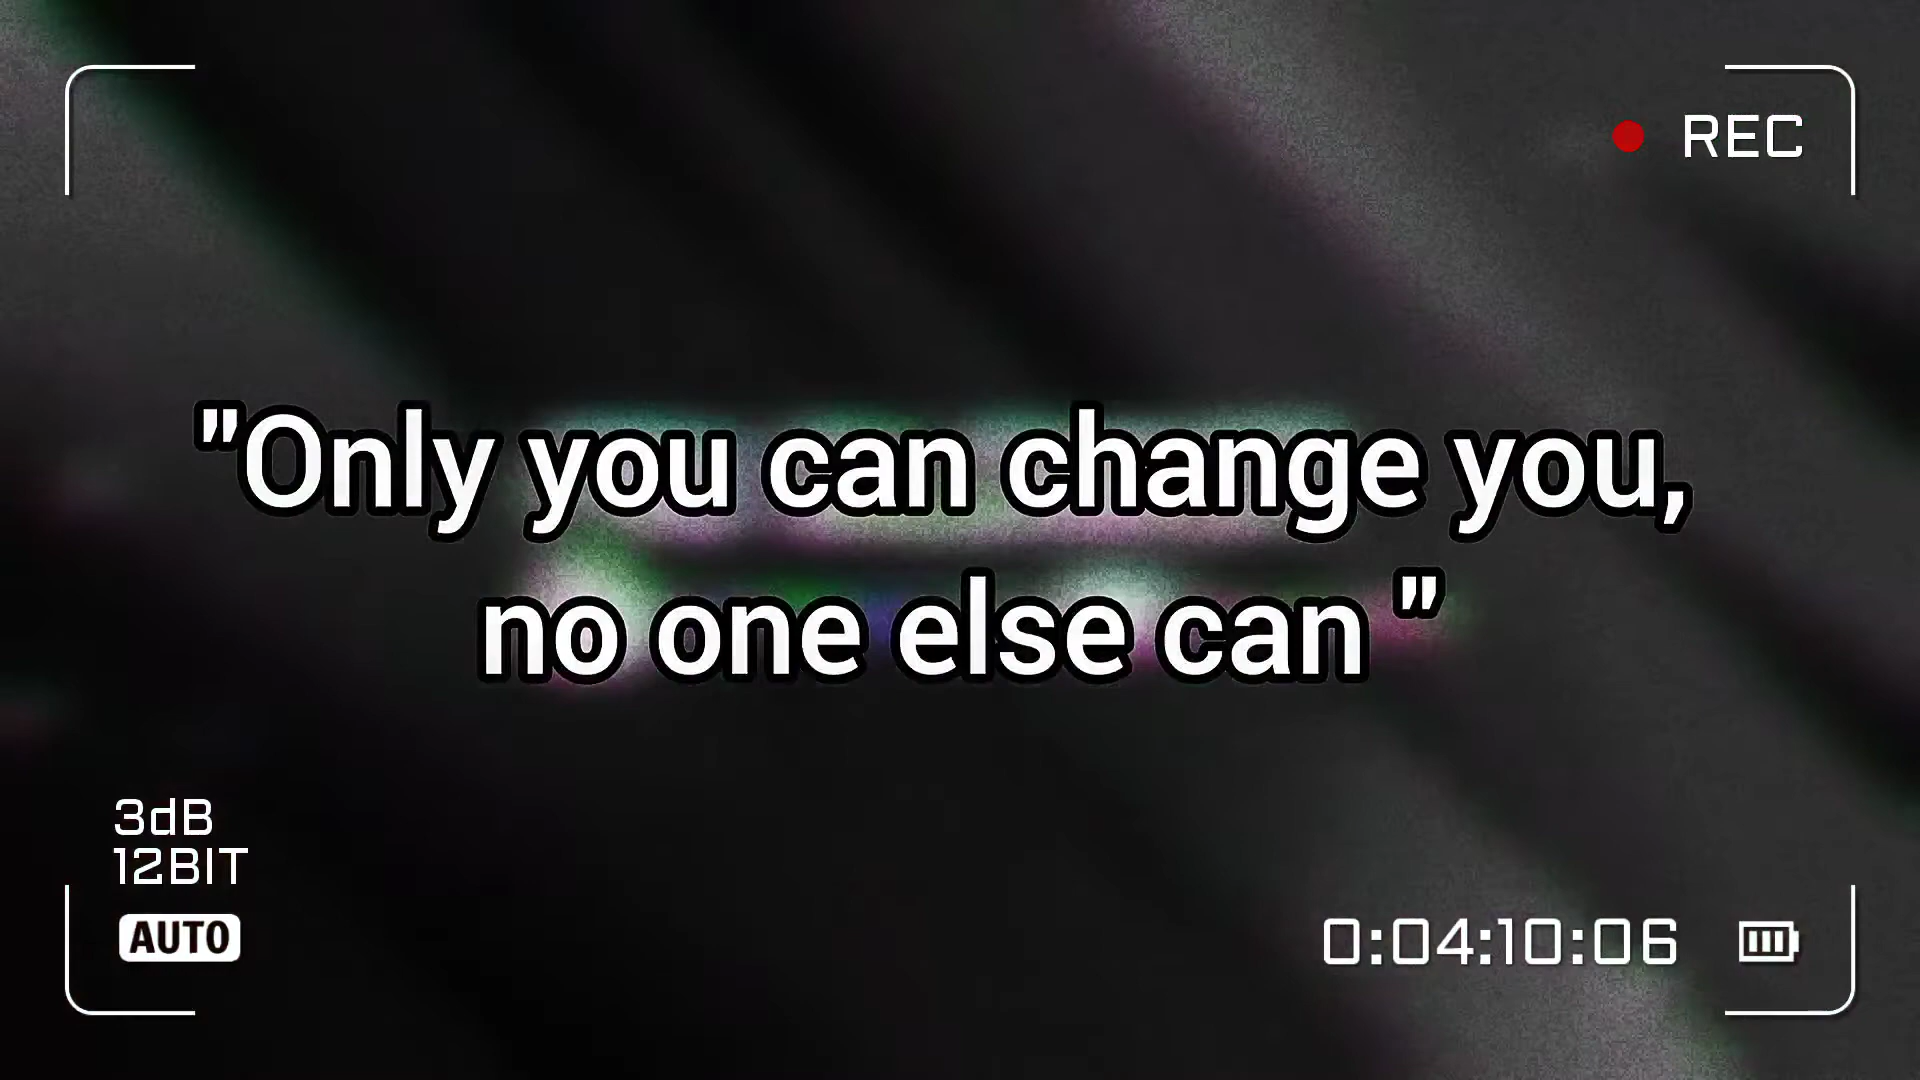 REC
"Only you can change you,
no one else can "
3dB
12BIT
AUTO
0:04:10:06